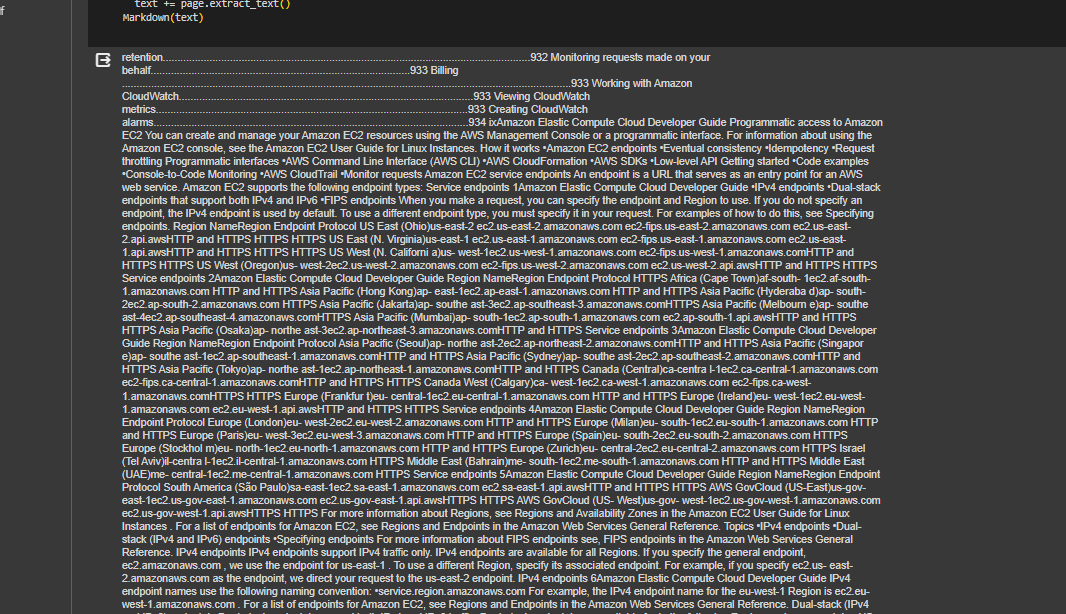 f
text += page.extract_text()
Markdown(text)
retention...................................................................................................................................932 Monitoring requests made on your
behalf..............................................................................................933 Billing
................................................................................................................................................................933 Working with Amazon
CloudWatch.......................................................................................................933 Viewing CloudWatch
metrics..............................................................................................................933 Creating CloudWatch
alarms................................................................................................................934 ixAmazon Elastic Compute Cloud Developer Guide Programmatic access to Amazon
EC2 You can create and manage your Amazon EC2 resources using the AWS Management Console or a programmatic interface. For information about using the
Amazon EC2 console, see the Amazon EC2 User Guide for Linux Instances. How it works •Amazon EC2 endpoints •Eventual consistency •Idempotency •Request
throttling Programmatic interfaces •AWS Command Line Interface (AWS CLI) •AWS CloudFormation •AWS SDKs •Low-level API Getting started •Code examples
•Console-to-Code Monitoring •AWS CloudTrail •Monitor requests Amazon EC2 service endpoints An endpoint is a URL that serves as an entry point for an AWS
web service. Amazon EC2 supports the following endpoint types: Service endpoints 1Amazon Elastic Compute Cloud Developer Guide •IPv4 endpoints •Dual-stack
endpoints that support both IPv4 and IPv6 •FIPS endpoints When you make a request, you can specify the endpoint and Region to use. If you do not specify an
endpoint, the IPv4 endpoint is used by default. To use a different endpoint type, you must specify it in your request. For examples of how to do this, see Specifying
endpoints. Region NameRegion Endpoint Protocol US East (Ohio)us-east-2 ec2.us-east-2.amazonaws.com ec2-fips.us-east-2.amazonaws.com ec2.us-east-
2.api.awsHTTP and HTTPS HTTPS HTTPS US East (N. Virginia)us-east-1 ec2.us-east-1.amazonaws.com ec2-fips.us-east-1.amazonaws.com ec2.us-east-
1.api.awsHTTP and HTTPS HTTPS HTTPS US West (N. Californi a)us- west-1ec2.us-west-1.amazonaws.com ec2-fips.us-west-1.amazonaws.comHTTP and
HTTPS HTTPS US West (Oregon)us- west-2ec2.us-west-2.amazonaws.com ec2-fips.us-west-2.amazonaws.com ec2.us-west-2.api.awsHTTP and HTTPS HTTPS
Service endpoints 2Amazon Elastic Compute Cloud Developer Guide Region NameRegion Endpoint Protocol HTTPS Africa (Cape Town)af-south- 1ec2.af-south-
1.amazonaws.com HTTP and HTTPS Asia Pacific (Hong Kong)ap- east-1ec2.ap-east-1.amazonaws.com HTTP and HTTPS Asia Pacific (Hyderaba d)ap- south-
2ec2.ap-south-2.amazonaws.com HTTPS Asia Pacific (Jakarta)ap- southe ast-3ec2.ap-southeast-3.amazonaws.comHTTPS Asia Pacific (Melbourn e)ap- southe
ast-4ec2.ap-southeast-4.amazonaws.comHTTPS Asia Pacific (Mumbai)ap- south-1ec2.ap-south-1.amazonaws.com ec2.ap-south-1.api.awsHTTP and HTTPS
HTTPS Asia Pacific (Osaka)ap- northe ast-3ec2.ap-northeast-3.amazonaws.comHTTP and HTTPS Service endpoints 3Amazon Elastic Compute Cloud Developer
Guide Region NameRegion Endpoint Protocol Asia Pacific (Seoul)ap- northe ast-2ec2.ap-northeast-2.amazonaws.comHTTP and HTTPS Asia Pacific (Singapor
e)ap- southe ast-1ec2.ap-southeast-1.amazonaws.comHTTP and HTTPS Asia Pacific (Sydney)ap- southe ast-2ec2.ap-southeast-2.amazonaws.comHTTP and
HTTPS Asia Pacific (Tokyo)ap- northe ast-1ec2.ap-northeast-1.amazonaws.comHTTP and HTTPS Canada (Central)ca-centra l-1ec2.ca-central-1.amazonaws.com
ec2-fips.ca-central-1.amazonaws.comHTTP and HTTPS HTTPS Canada West (Calgary)ca- west-1ec2.ca-west-1.amazonaws.com ec2-fips.ca-west-
1.amazonaws.comHTTPS HTTPS Europe (Frankfur t)eu- central-1ec2.eu-central-1.amazonaws.com HTTP and HTTPS Europe (Ireland)eu- west-1ec2.eu-west-
1.amazonaws.com ec2.eu-west-1.api.awsHTTP and HTTPS HTTPS Service endpoints 4Amazon Elastic Compute Cloud Developer Guide Region NameRegion
Endpoint Protocol Europe (London)eu- west-2ec2.eu-west-2.amazonaws.com HTTP and HTTPS Europe (Milan)eu- south-1ec2.eu-south-1.amazonaws.com HTTP
and HTTPS Europe (Paris)eu- west-3ec2.eu-west-3.amazonaws.com HTTP and HTTPS Europe (Spain)eu- south-2ec2.eu-south-2.amazonaws.com HTTPS
Europe (Stockhol m)eu- north-1ec2.eu-north-1.amazonaws.com HTTP and HTTPS Europe (Zurich)eu- central-2ec2.eu-central-2.amazonaws.com HTTPS Israel
(Tel Aviv)il-centra l-1ec2.il-central-1.amazonaws.com HTTPS Middle East (Bahrain)me- south-1ec2.me-south-1.amazonaws.com HTTP and HTTPS Middle East
(UAE)me- central-1ec2.me-central-1.amazonaws.com HTTPS Service endpoints 5Amazon Elastic Compute Cloud Developer Guide Region NameRegion Endpoint
Protocol South America (São Paulo)sa-east-1ec2.sa-east-1.amazonaws.com ec2.sa-east-1.api.awsHTTP and HTTPS HTTPS AWS GovCloud (US-East)us-gov-
east-1ec2.us-gov-east-1.amazonaws.com ec2.us-gov-east-1.api.awsHTTPS HTTPS AWS GovCloud (US- West)us-gov- west-1ec2.us-gov-west-1.amazonaws.com
ec2.us-gov-west-1.api.awsHTTPS HTTPS For more information about Regions, see Regions and Availability Zones in the Amazon EC2 User Guide for Linux
Instances . For a list of endpoints for Amazon EC2, see Regions and Endpoints in the Amazon Web Services General Reference. Topics •IPv4 endpoints •Dual-
stack (IPv4 and IPv6) endpoints •Specifying endpoints For more information about FIPS endpoints see, FIPS endpoints in the Amazon Web Services General
Reference. IPv4 endpoints IPv4 endpoints support IPv4 traffic only. IPv4 endpoints are available for all Regions. If you specify the general endpoint,
ec2.amazonaws.com , we use the endpoint for us-east-1 . To use a different Region, specify its associated endpoint. For example, if you specify ec2.us- east-
2.amazonaws.com as the endpoint, we direct your request to the us-east-2 endpoint. IPv4 endpoints 6Amazon Elastic Compute Cloud Developer Guide IPv4
endpoint names use the following naming convention: •service.region.amazonaws.com For example, the IPv4 endpoint name for the eu-west-1 Region is ec2.eu-
west-1.amazonaws.com . For a list of endpoints for Amazon EC2, see Regions and Endpoints in the Amazon Web Services General Reference. Dual-stack (IPv4